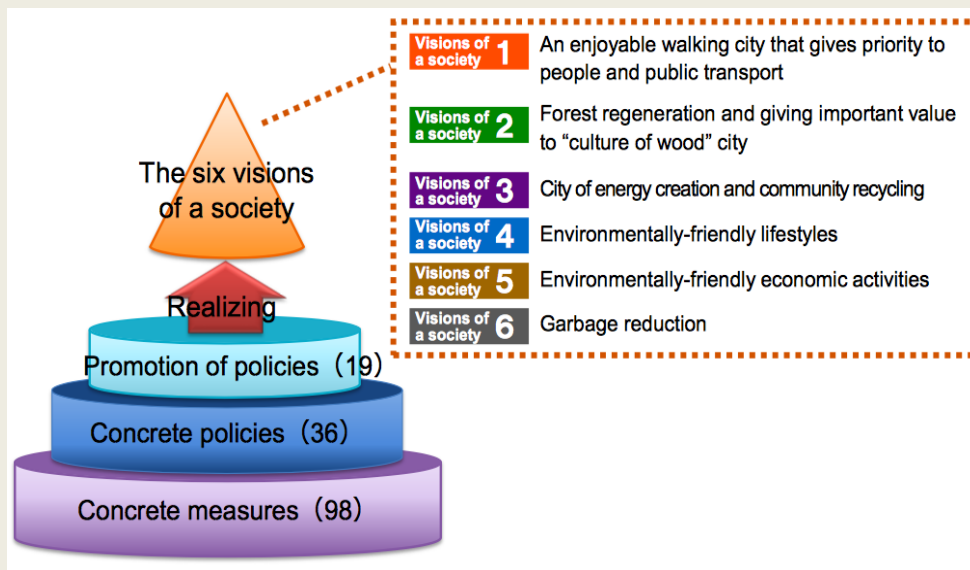 Visions of
a society 1
An enjoyable walking city that gives priority to
people and public transport
Visions of
a society 2
Forest regeneration and giving important value
to “culture of wood” city
Visions of
a society 3
City of energy creation and community recycling
Visions of
a society 4
Environmentally-friendly lifestyles
Visions of
a society 5
Environmentally-friendly economic activities
Visions of
a society 6
Garbage reduction
The six visions
of a society
Realizing
Promotion of policies（19）
Concrete policies（36）
Concrete measures（98）